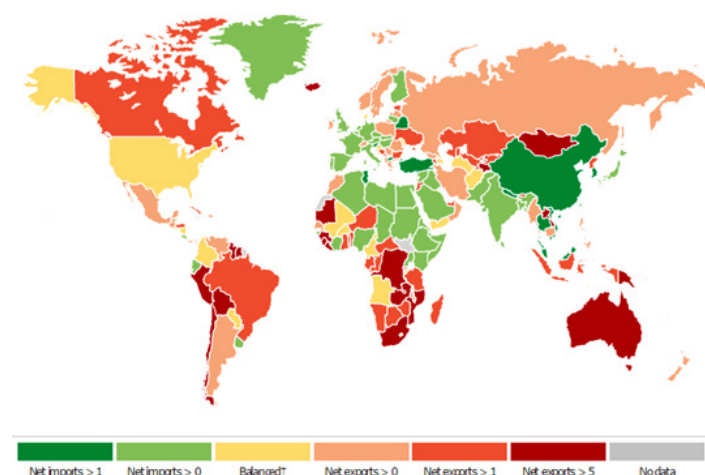 Net imports > 1
Net imports > 0
Balanced†
Net exports > 0
Net exports > 1
Net exports > 5
No data